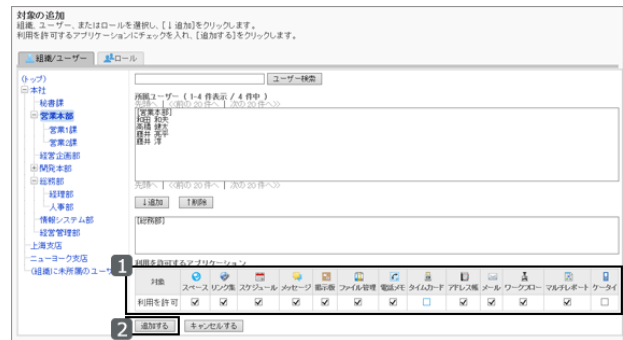 対象の追加
組織、ユーザー、またはロールを選択し、[↓追加]をクリックします。
利用を許可するアプリケーションにチェックを入れ、[追加する]をクリックします。
組織/ユーザー ロール
(トップ)
本社
秘書課
営業本部
営業1課
営業2課
経営企画部
開発本部
総務部
経理部
人事部
情報システム部
経営管理部
上海支店
ニューヨーク支店
(組織に未所属のユーザ
ユーザー検索
所属ユーザー ( 1-4 件表示 / 4 件中 )
先頭へ | <<前の 20 件へ | 次の 20 件へ>>
[営業本部]
和田 和夫
高橋 健太
藤井 亮平
藤井 淳
先頭へ | <<前の 20 件へ | 次の 20 件へ>>
↓追加 ↑削除
[総務部]
利用を許可するアプリケーション
1
対象 スペース リンク集 スケジュール メッセージ 掲示板 ファイル管理 電話メモ タイムカード アドレス帳 メール ワークフロー マルチレポート ケータイ
利用を許可
2
追加する キャンセルする